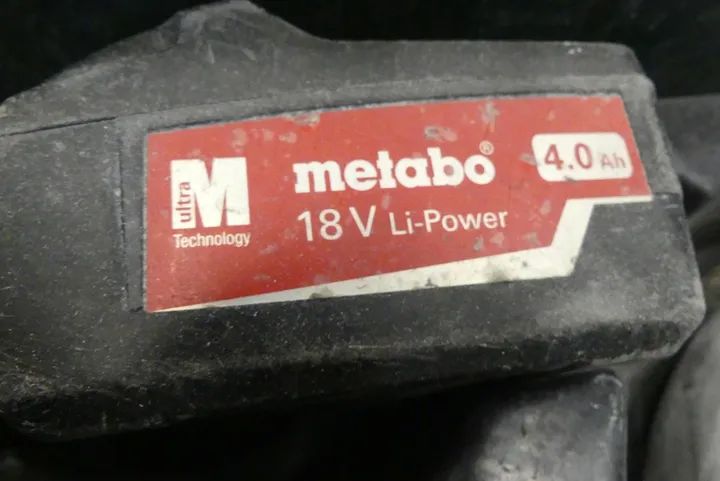 ultra M
Technology
metabo®
18 V Li-Power
4.0 Ah